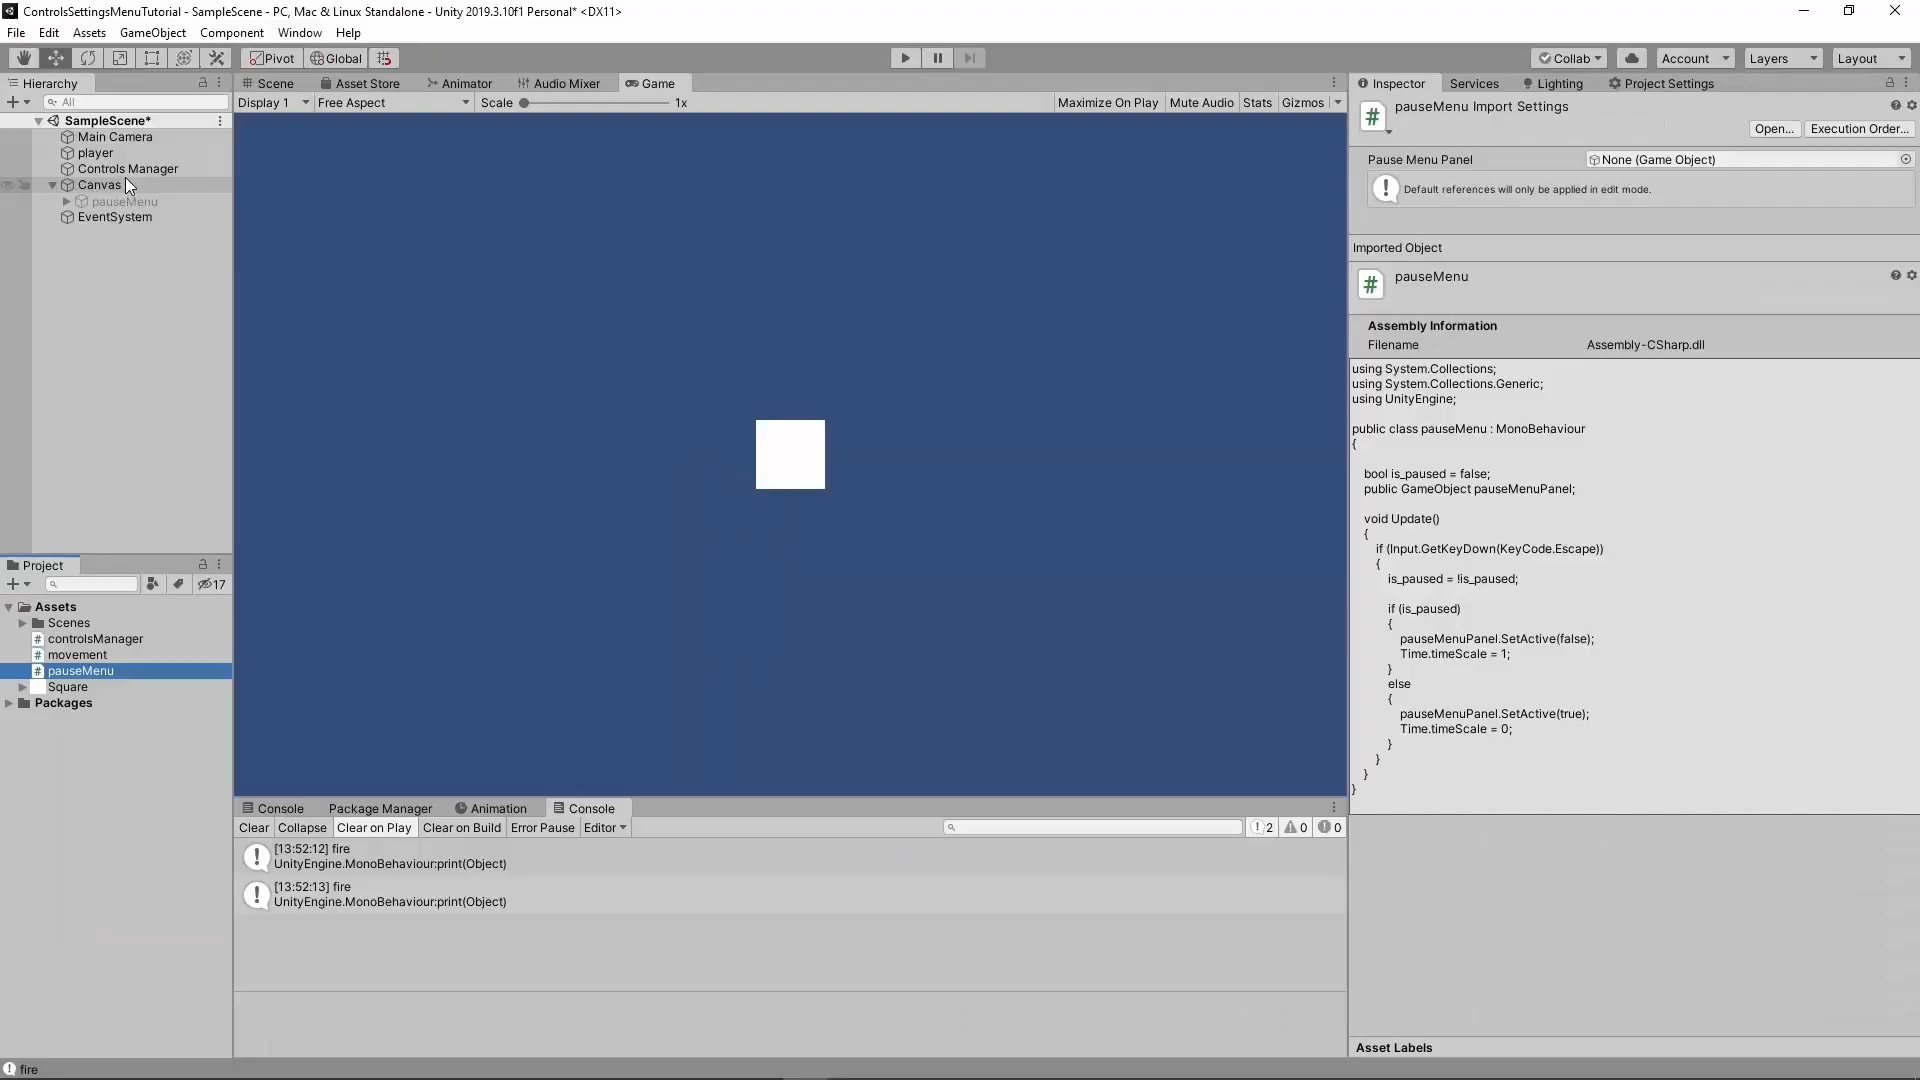 ControlsSettingsMenuTutorial - SampleScene - PC, Mac & Linux Standalone - Unity 2019.3.10f1 Personal* <DX11>
File Edit Assets GameObject Component Window Help
Pivot Global Collab Account Layers Layout
Hierarchy
All
SampleScene*
Main Camera
player
Controls Manager
Canvas
pauseMenu
EventSystem
Scene Asset Store Animator Audio Mixer Game
Display 1 Free Aspect Scale 1x Maximize On Play Mute Audio Stats Gizmos
Project
17
Assets
Scenes
controlsManager
movement
pauseMenu
Square
Packages
Console Package Manager Animation Console
Clear Collapse Clear on Play Clear on Build Error Pause Editor 2 0 0
[13:52:12] fire
UnityEngine.MonoBehaviour:print(Object)
[13:52:13] fire
UnityEngine.MonoBehaviour:print(Object)
Inspector Services Lighting Project Settings
pauseMenu Import Settings
Open... Execution Order...
Pause Menu Panel None (Game Object)
Default references will only be applied in edit mode.
Imported Object
pauseMenu
Assembly Information
Filename Assembly-CSharp.dll
using System.Collections;
using System.Collections.Generic;
using UnityEngine;
public class pauseMenu : MonoBehaviour
{
bool is_paused = false;
public GameObject pauseMenuPanel;
void Update()
{
if (Input.GetKeyDown(KeyCode.Escape))
{
is_paused = !is_paused;
if (is_paused)
{
pauseMenuPanel.SetActive(false);
Time.timeScale = 1;
}
else
{
pauseMenuPanel.SetActive(true);
Time.timeScale = 0;
}
}
}
}
Asset Labels
fire